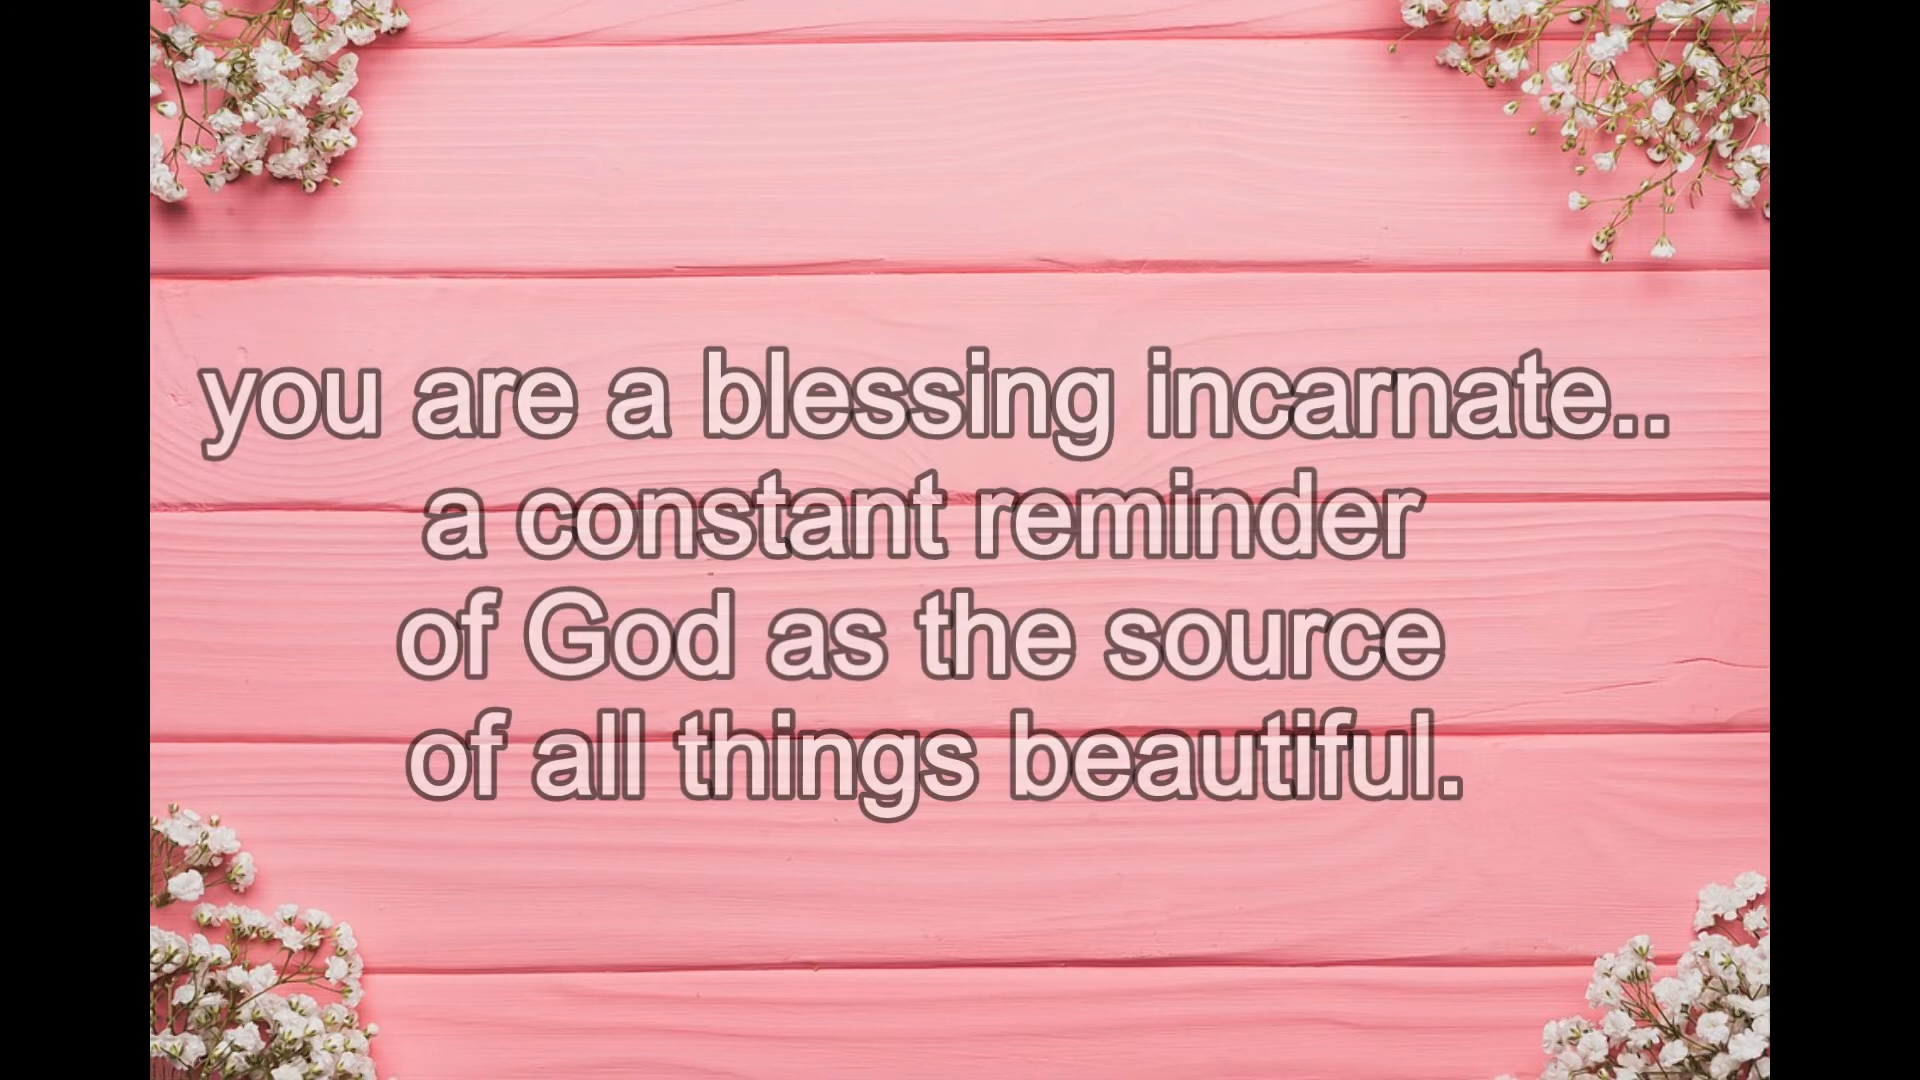 you are a blessing incarnate..
a constant reminder
of God as the source
of all things beautiful.